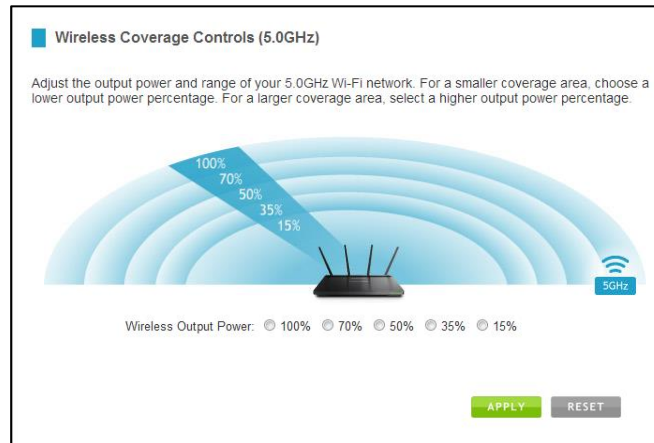 Wireless Coverage Controls (5.0GHz)
Adjust the output power and range of your 5.0GHz Wi-Fi network. For a smaller coverage area, choose a
lower output power percentage. For a larger coverage area, select a higher output power percentage.
100%
70%
50%
35%
15%
5GHz
Wireless Output Power: 100% 70% 50% 35% 15%
APPLY RESET